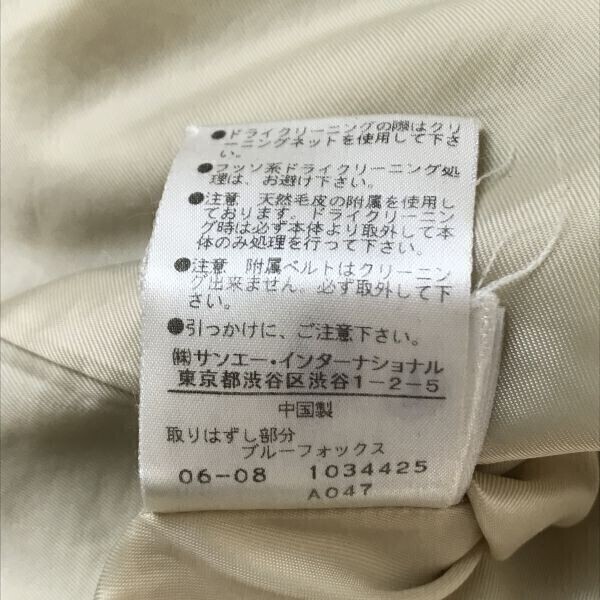 ●ドライクリーニングの際はクリ
ーニングネットを使用して下さ
い。
●フッソ系ドライクリーニング処
理は、お避け下さい。
●注意 天然毛皮の附属を使用し
ております。ドライクリーニン
グ時は必ず本体より取外して本
体のみ処理を行って下さい。
●注意 附属ベルトはクリーニン
グ出来ません。必ず取外して下
さい。
●引っかけに、ご注意下さい。
㈱サンエー・インターナショナル
東京都渋谷区渋谷1-2-5
中国製
取りはずし部分
ブルーフォックス
06-08 1034425
A047